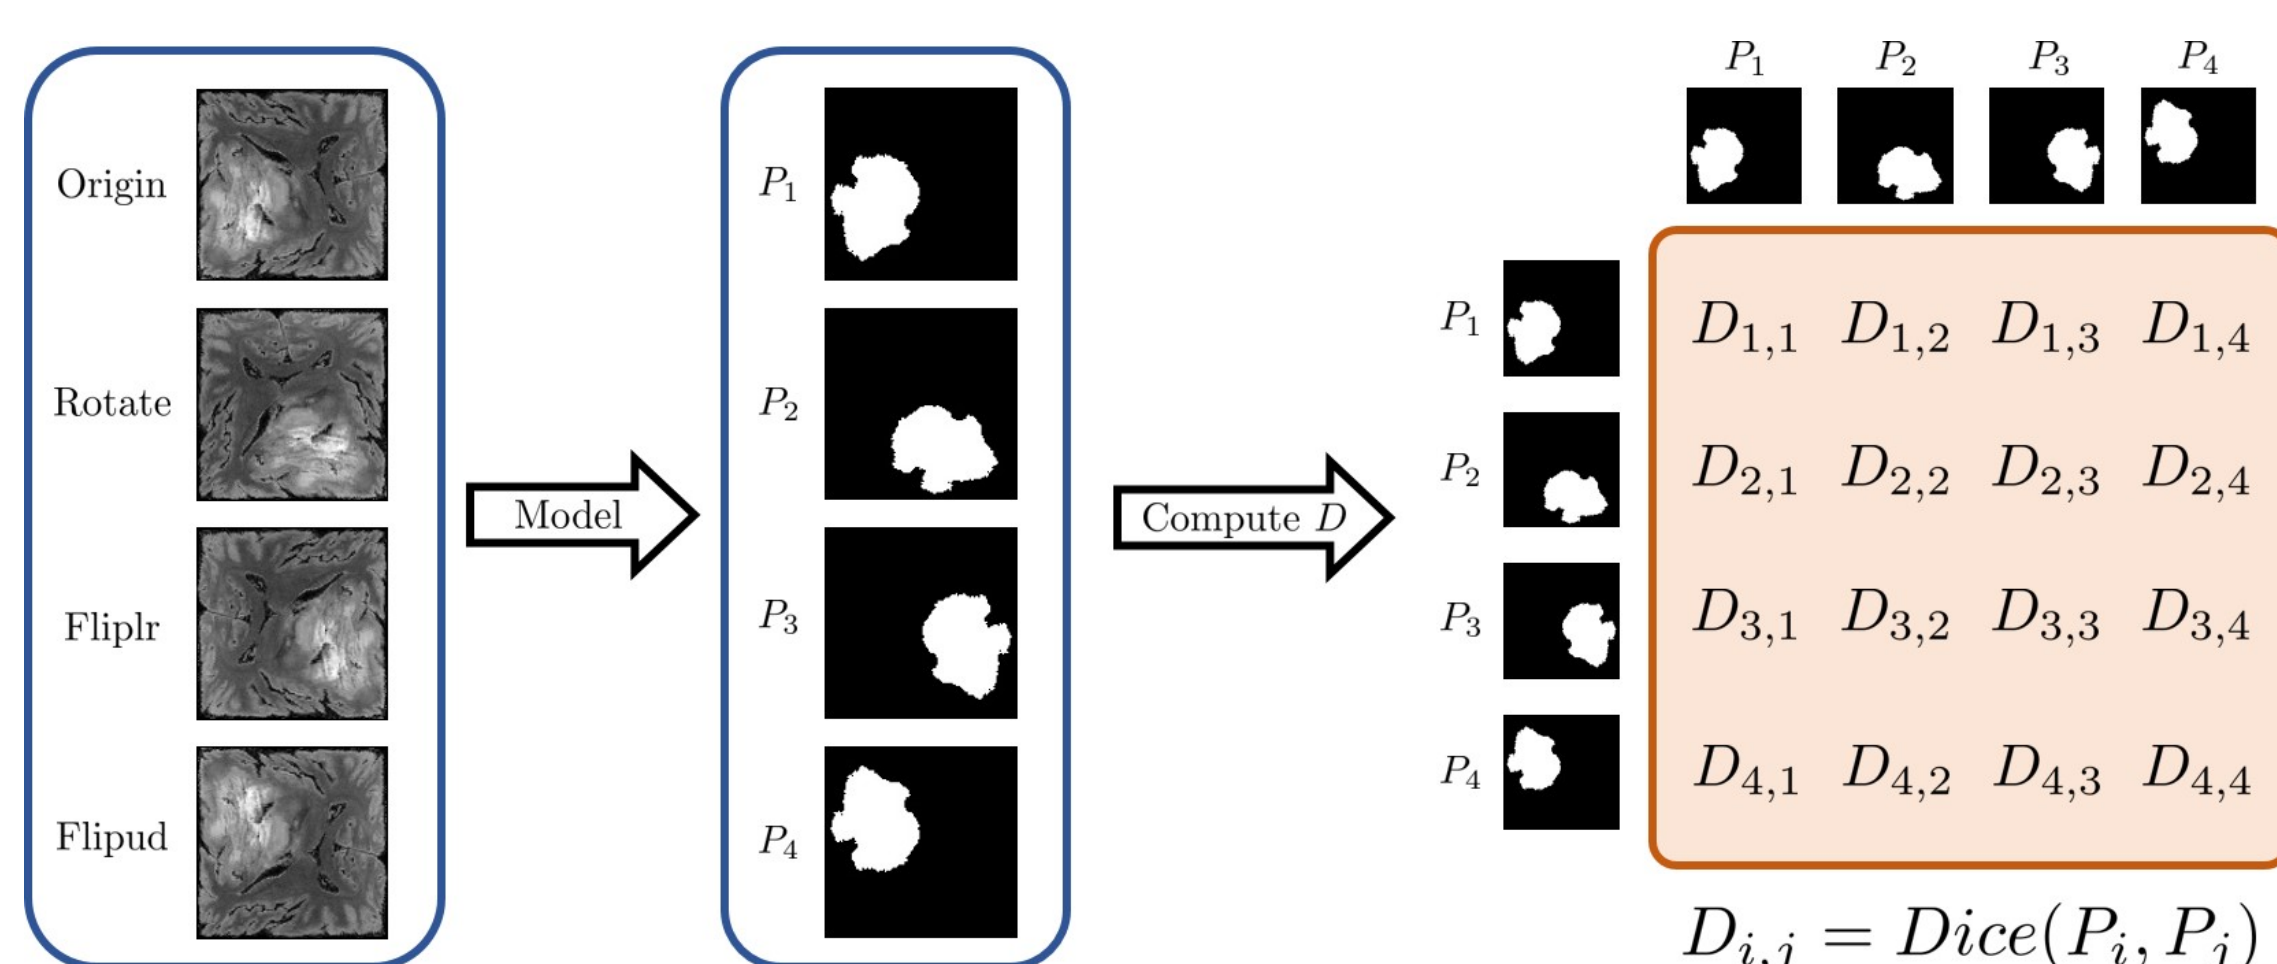 Origin
Rotate
Fliplr
Flipud
Model
P₁
P₂
P₃
P₄
Compute D
P₁ P₂ P₃ P₄
P₁ D₁,₁ D₁,₂ D₁,₃ D₁,₄
P₂ D₂,₁ D₂,₂ D₂,₃ D₂,₄
P₃ D₃,₁ D₃,₂ D₃,₃ D₃,₄
P₄ D₄,₁ D₄,₂ D₄,₃ D₄,₄
Dᵢ,ⱼ = Dice(Pᵢ, Pⱼ)